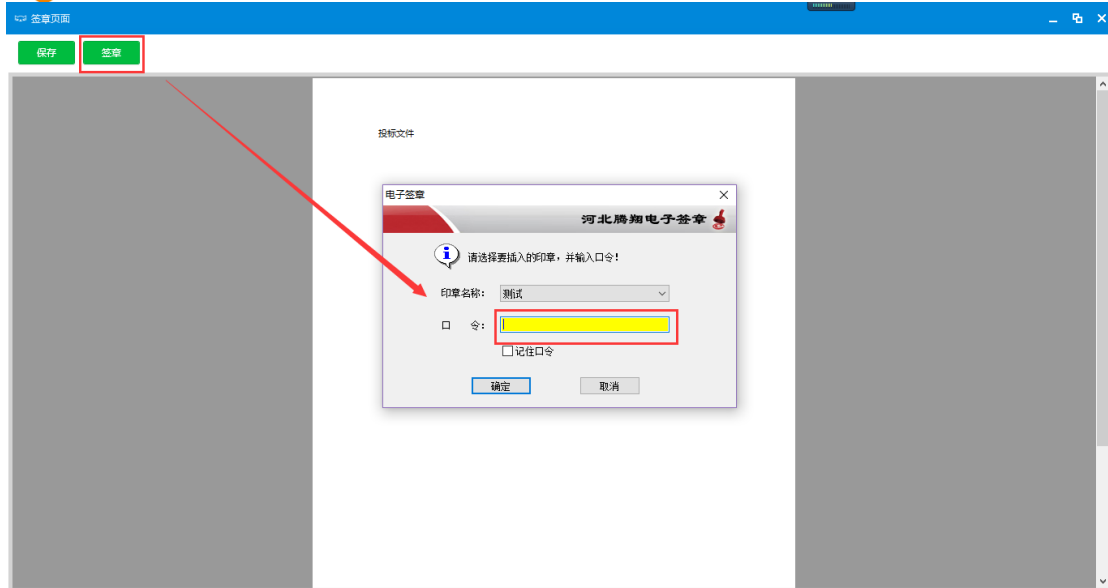 签章页面
保存 签章
投标文件
电子签章
河北腾翔电子签章
请选择要插入的印章，并输入口令！
印章名称： 测试
口 令：
记住口令
确定 取消